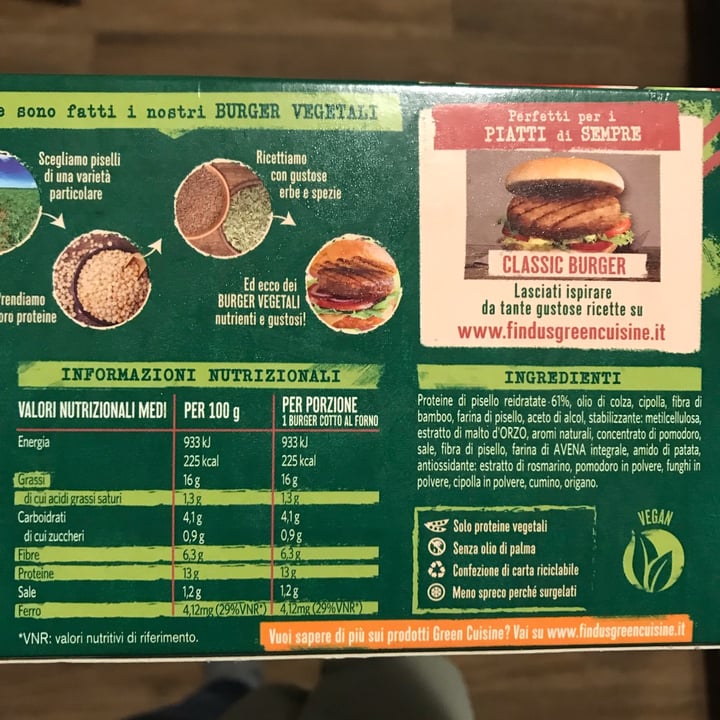 sono fatti i nostri BURGER VEGETALI
Scegliamo piselli
di una varietà
particolare
Ricettiamo
con gustose
erbe e spezie
proteine
Ed ecco dei
BURGER VEGETALI
nutrienti e gustosi!
Perfetti per i
PIATTI di SEMPRE
CLASSIC BURGER
Lasciati ispirare
da tante gustose ricette su
www.findusgreencuisine.it
INFORMAZIONI NUTRIZIONALI
VALORI NUTRIZIONALI MEDI PER 100 g PER PORZIONE
1 BURGER COTTO AL FORNO
Energia 933 kJ 933 kJ
225 kcal 225 kcal
Grassi 16 g 16 g
di cui acidi grassi saturi 1,3 g 1,3 g
Carboidrati 4,1 g 4,1 g
di cui zuccheri 0,9 g 0,9 g
Fibre 6,3 g 6,3 g
Proteine 13 g 13 g
Sale 1,2 g 1,2 g
Ferro 4,12mg (29%VNR*) 4,12mg (29%VNR*)
*VNR: valori nutritivi di riferimento.
INGREDIENTI
Proteine di pisello reidratate 61%, olio di colza, cipolla, fibra di
bamboo, farina di pisello, aceto di alcol, stabilizzante: metilcellulosa,
estratto di malto d'ORZO, aromi naturali, concentrato di pomodoro,
sale, fibra di pisello, farina di AVENA integrale, amido di patata,
antiossidante: estratto di rosmarino, pomodoro in polvere, funghi in
polvere, cipolla in polvere, cumino, origano.
Solo proteine vegetali
Senza olio di palma
Confezione di carta riciclabile
Meno spreco perché surgelati
VEGAN
Vuoi sapere di più sui prodotti Green Cuisine? Vai su www.findusgreencuisine.it